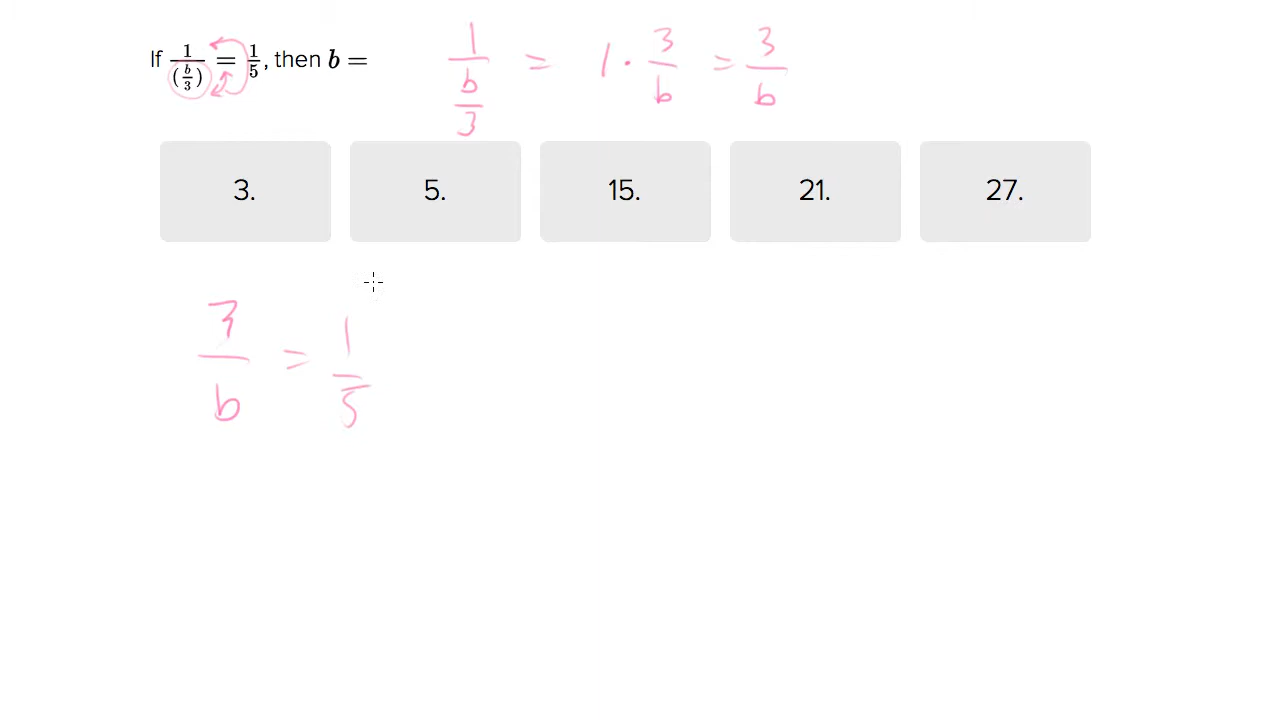 If 1/(b/3) = 1/5, then b =
1/(b/3) = 1 · 3/b = 3/b
3. 5. 15. 21. 27.
3/b = 1/5